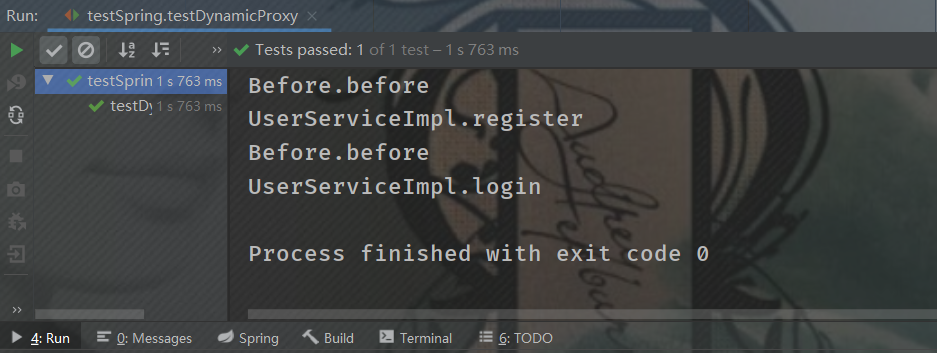 Run: testSpring.testDynamicProxy ×
›› Tests passed: 1 of 1 test – 1 s 763 ms
testSprin 1 s 763 ms
testDy 1 s 763 ms
Before.before
UserServiceImpl.register
Before.before
UserServiceImpl.login
Process finished with exit code 0
››
4: Run 0: Messages Spring Build Terminal 6: TODO